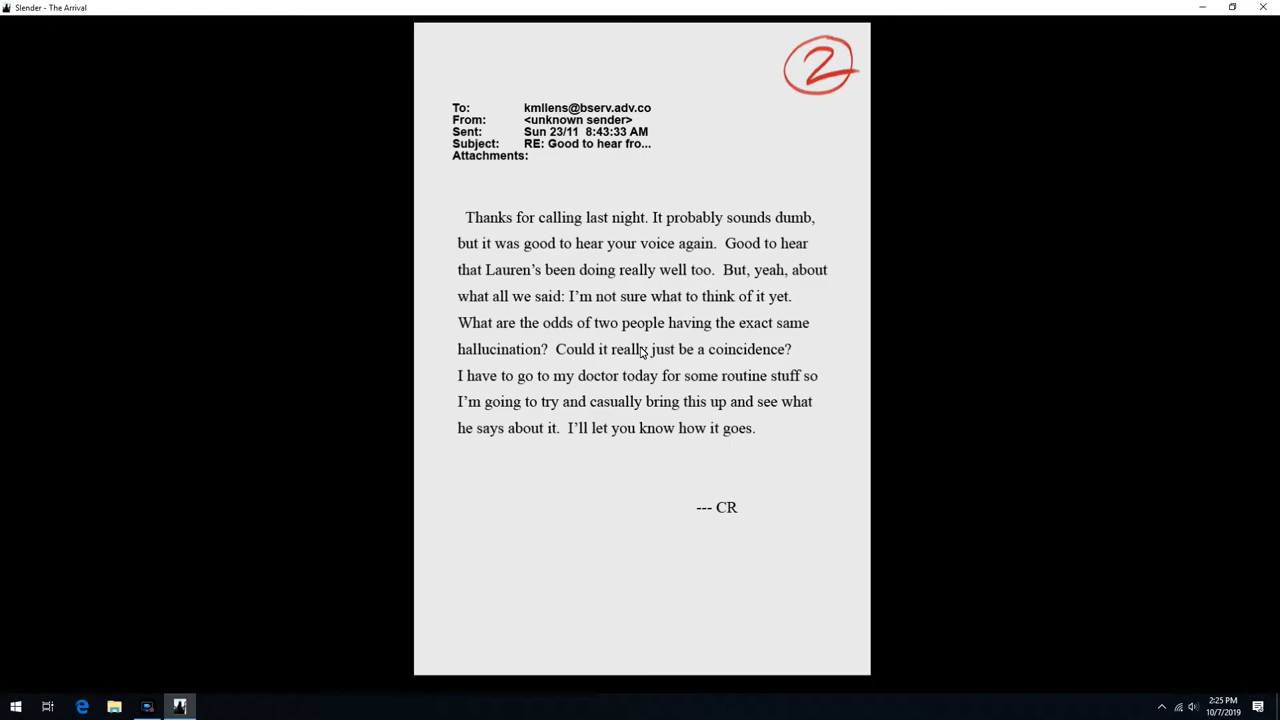 Slender - The Arrival
2
To: kmilens@bserv.adv.co
From: <unknown sender>
Sent: Sun 23/11 8:43:33 AM
Subject: RE: Good to hear fro...
Attachments:
Thanks for calling last night. It probably sounds dumb,
but it was good to hear your voice again. Good to hear
that Lauren’s been doing really well too. But, yeah, about
what all we said: I’m not sure what to think of it yet.
What are the odds of two people having the exact same
hallucination? Could it really just be a coincidence?
I have to go to my doctor today for some routine stuff so
I’m going to try and casually bring this up and see what
he says about it. I’ll let you know how it goes.
--- CR
2:25 PM
10/7/2019